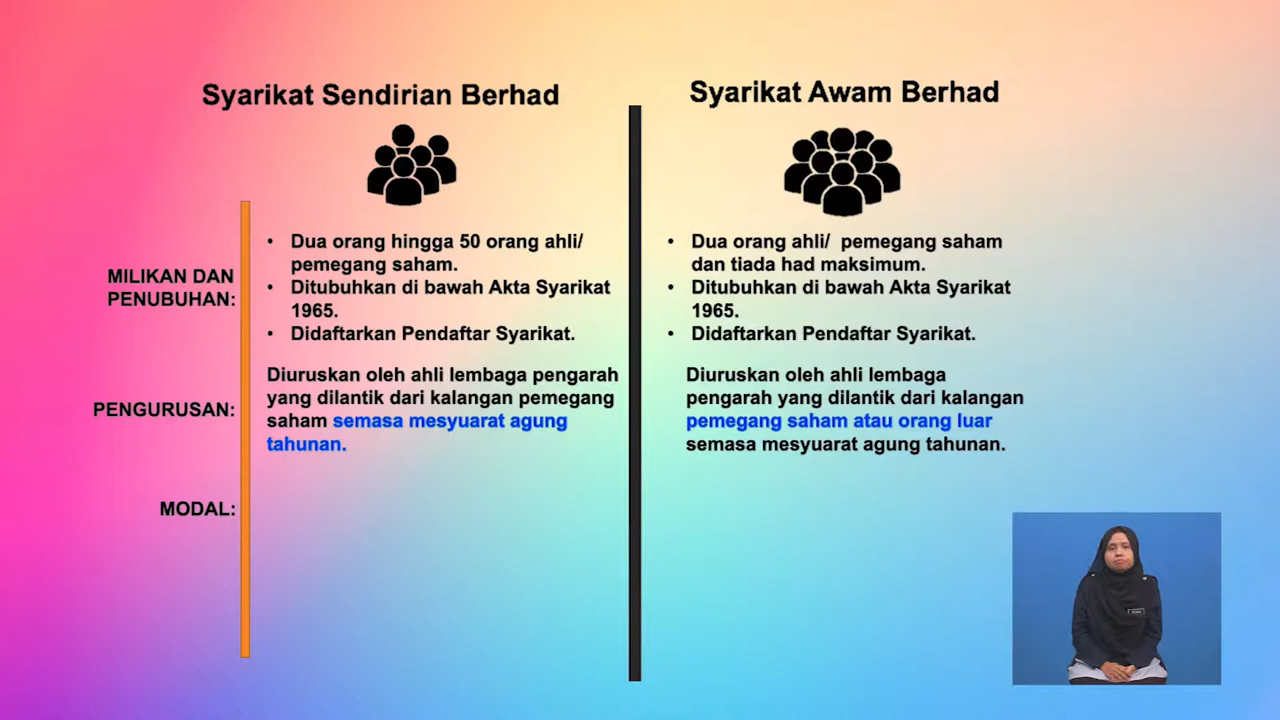 Syarikat Sendirian Berhad
Syarikat Awam Berhad
MILIKAN DAN
PENUBUHAN:
• Dua orang hingga 50 orang ahli/
pemegang saham.
• Ditubuhkan di bawah Akta Syarikat
1965.
• Didaftarkan Pendaftar Syarikat.
• Dua orang ahli/ pemegang saham
dan tiada had maksimum.
• Ditubuhkan di bawah Akta Syarikat
1965.
• Didaftarkan Pendaftar Syarikat.
PENGURUSAN:
Diuruskan oleh ahli lembaga pengarah
yang dilantik dari kalangan pemegang
saham semasa mesyuarat agung
tahunan.
Diuruskan oleh ahli lembaga
pengarah yang dilantik dari kalangan
pemegang saham atau orang luar
semasa mesyuarat agung tahunan.
MODAL: